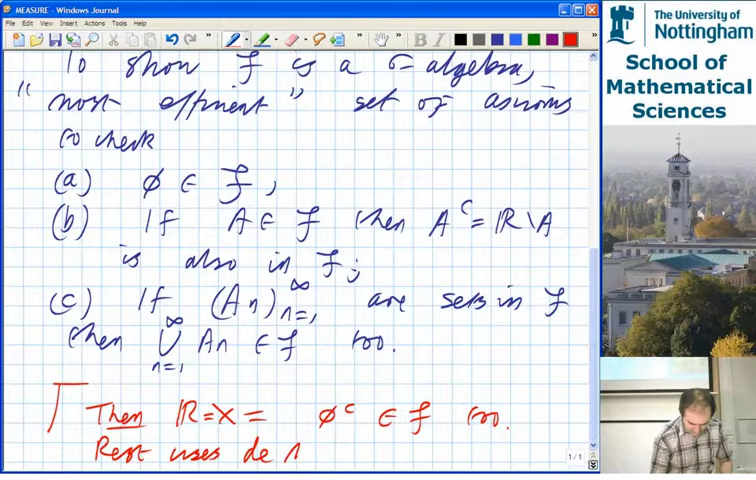 MEASURE - Windows Journal
File Edit View Insert Actions Tools Help
B I
To show F is a σ-algebra,
"most efficient" set of axioms
to check
(a) ∅ ∈ F,
(b) If A ∈ F then Aᶜ = ℝ\A
is also in F;
(c) If (An)∞n=1 are sets in F
then ∞⋃n=1 An ∈ F too.
Then ℝ=X= ∅ᶜ ∈ F too.
Rest uses de
1/1
The University of
Nottingham
School of
Mathematical
Sciences